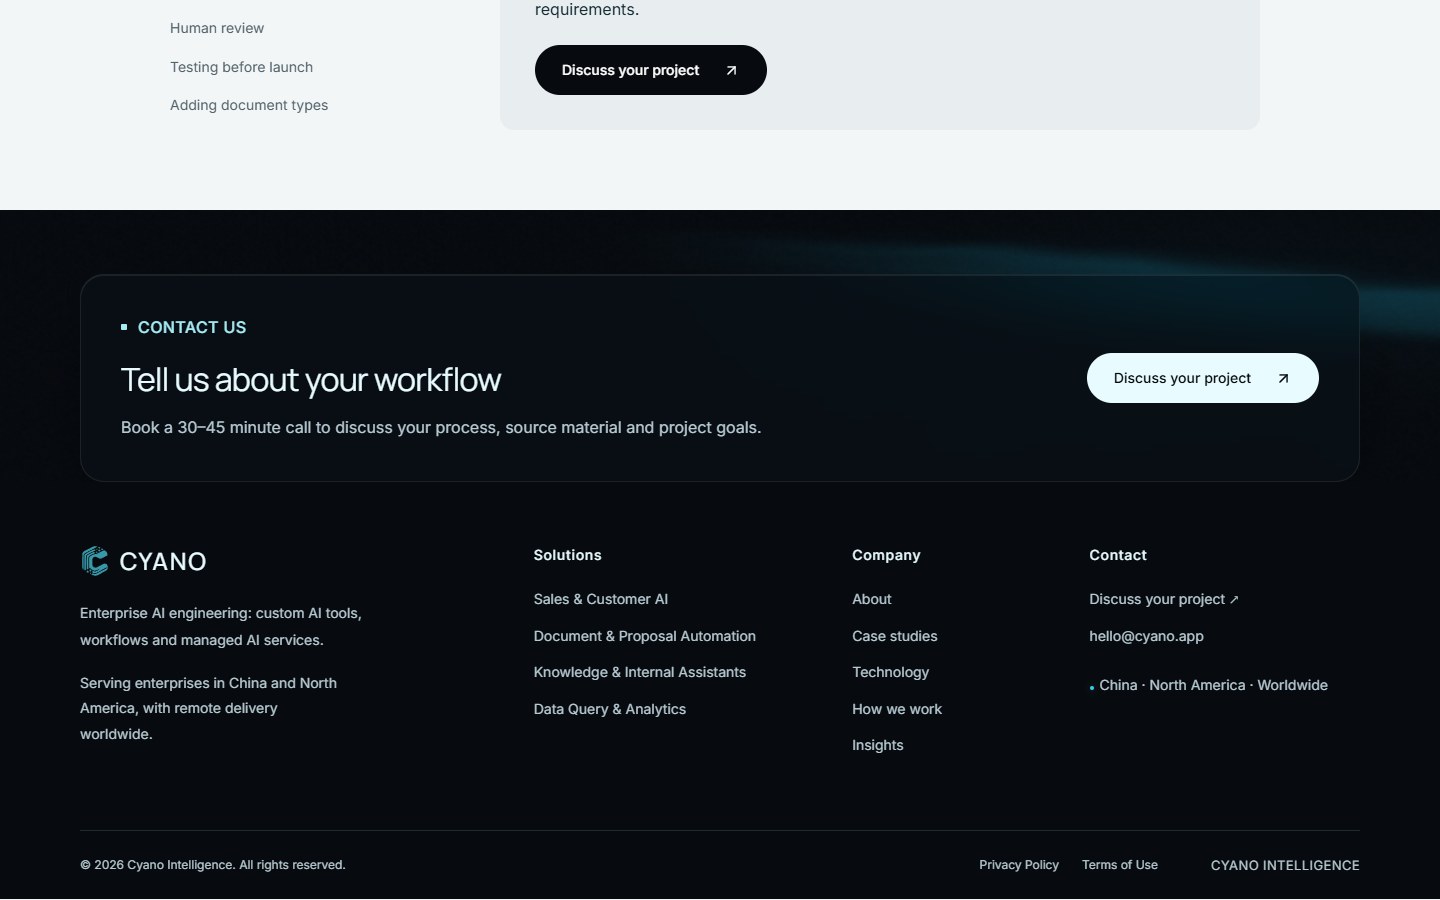 Human review
Testing before launch
Adding document types
requirements.
Discuss your project
CONTACT US
Tell us about your workflow
Book a 30–45 minute call to discuss your process, source material and project goals.
Discuss your project
CYANO
Enterprise AI engineering: custom AI tools,
workflows and managed AI services.
Serving enterprises in China and North
America, with remote delivery
worldwide.
Solutions
Sales & Customer AI
Document & Proposal Automation
Knowledge & Internal Assistants
Data Query & Analytics
Company
About
Case studies
Technology
How we work
Insights
Contact
Discuss your project ↗
hello@cyano.app
China · North America · Worldwide
© 2026 Cyano Intelligence. All rights reserved.
Privacy Policy
Terms of Use
CYANO INTELLIGENCE